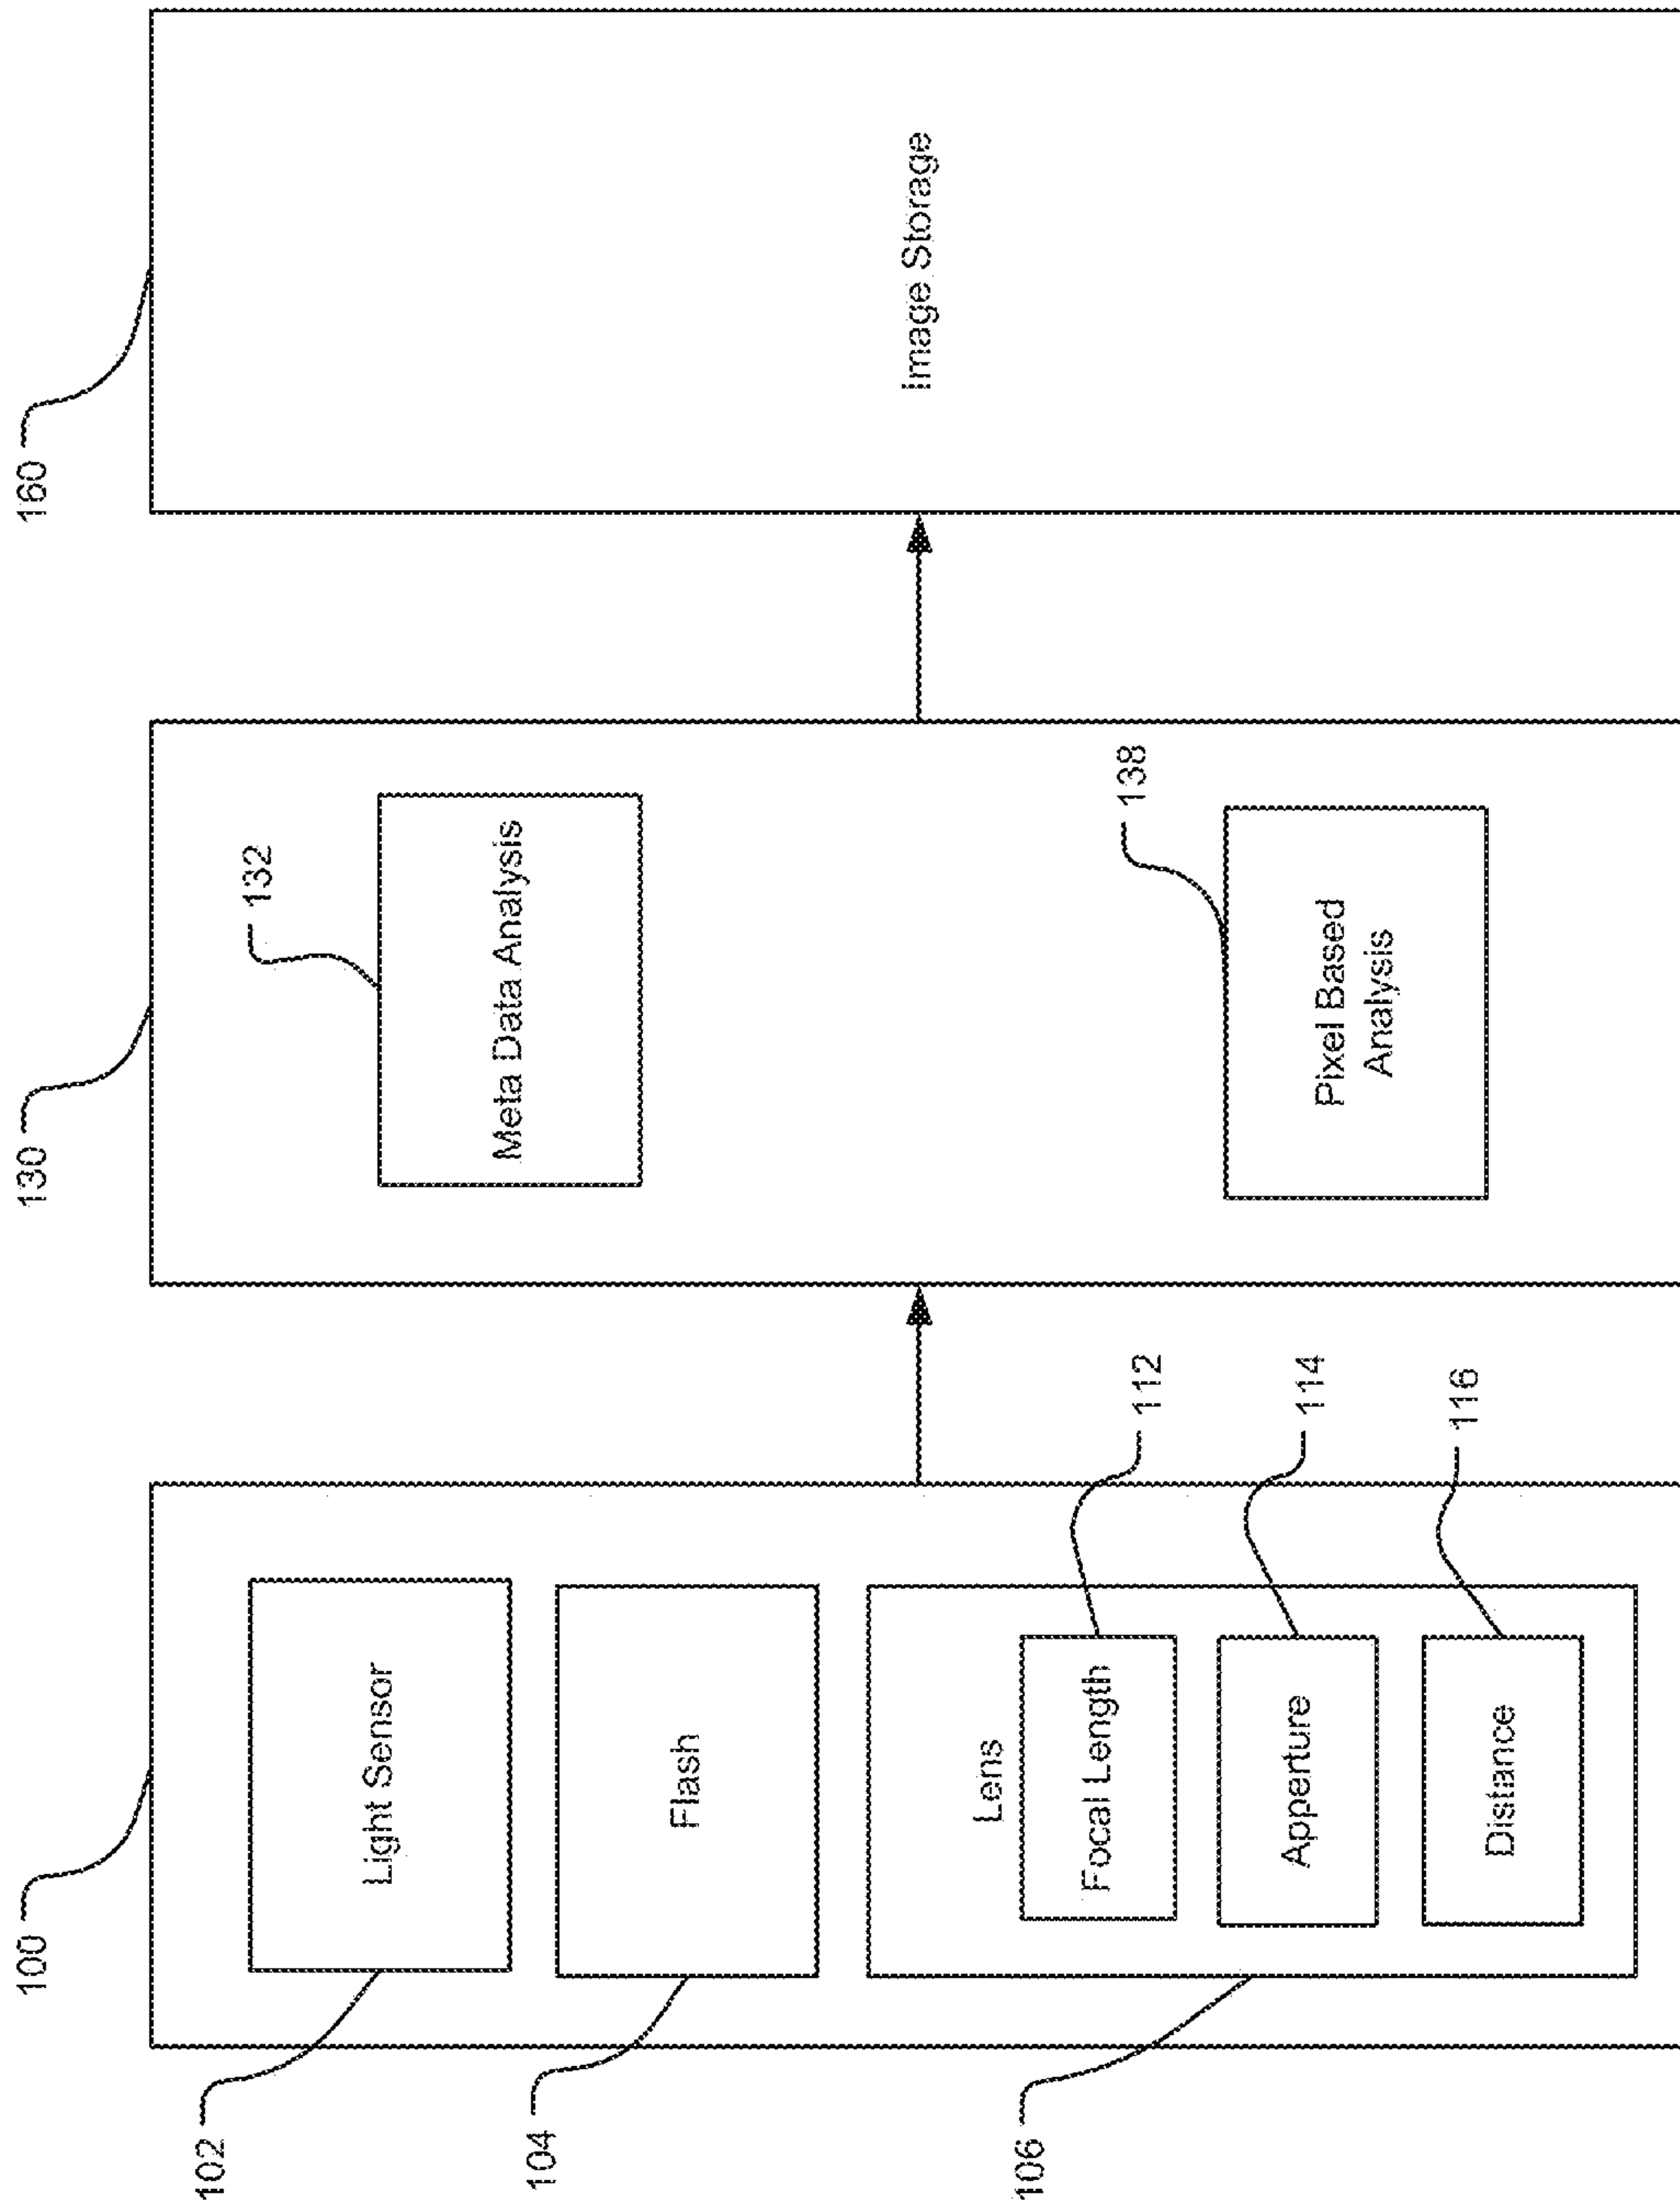 100
102
Light Sensor
104
Flash
106
Lens
Focal Length
112
Appenture
114
Distance
116
130
132
Meta Data Analysis
138
Pixel Based
Analysis
160
Image Storage